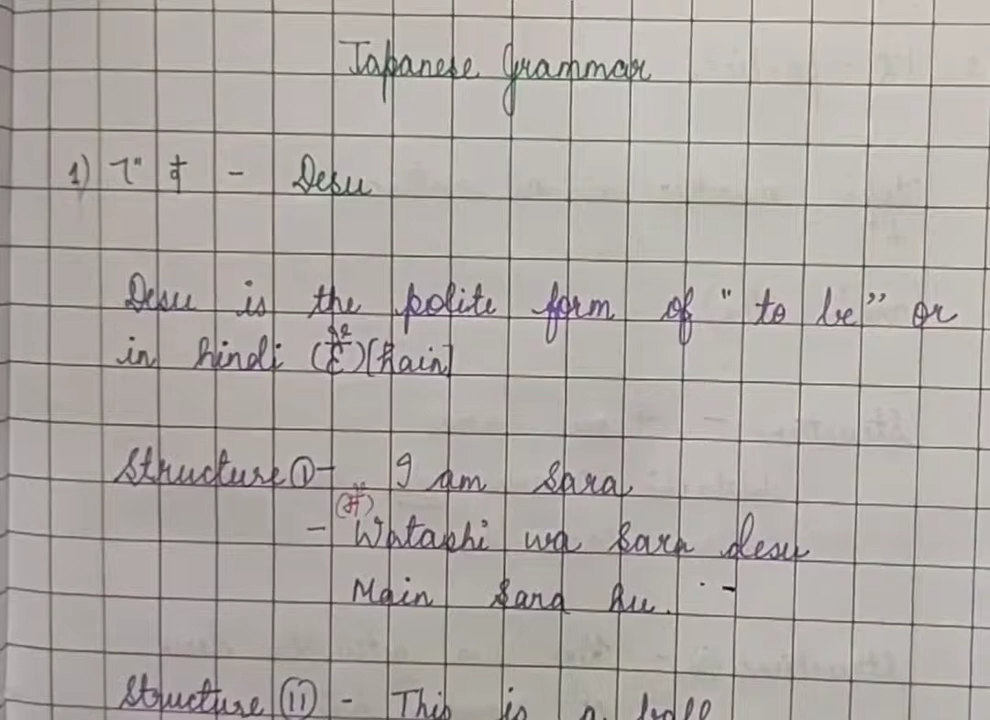 Japanese Grammar
1) です - Desu
Desu is the polite form of "to be" or
in hindi (है) [Hain]
Structure ① - I am Sara
(मैं)
- Watashi wa Sara desu
Main Sara hu.
Structure (11) - This is a ball